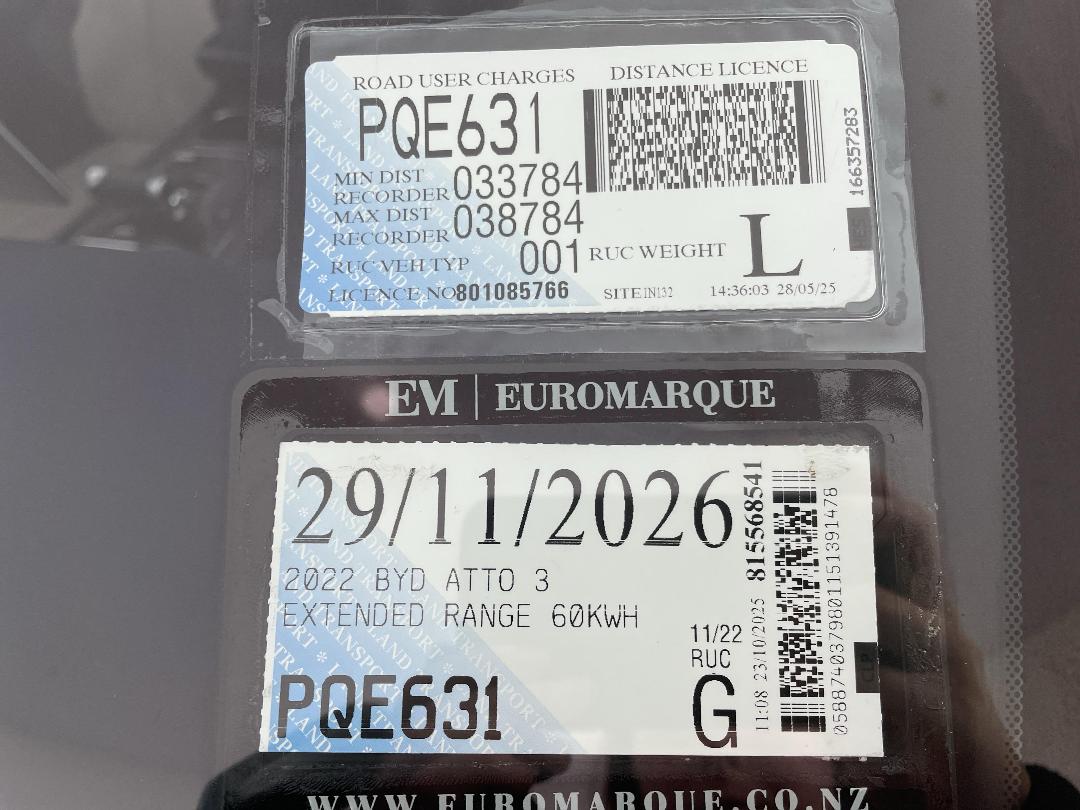 ROAD USER CHARGES DISTANCE LICENCE
PQE631
MIN DIST
RECORDER 033784
MAX DIST
RECORDER 038784
RUC VEH TYP 001 RUC WEIGHT L
LICENCE NO 801085766 SITE IN132 14:36:03 28/05/25
166357283
EM | EUROMARQUE
29/11/2026
2022 BYD ATTO 3
EXTENDED RANGE 60KWH
11/22
RUC
PQE631 G
11:08 23/10/2025 815568541
0588740379801151391478
WWW.EUROMARQUE.CO.NZ